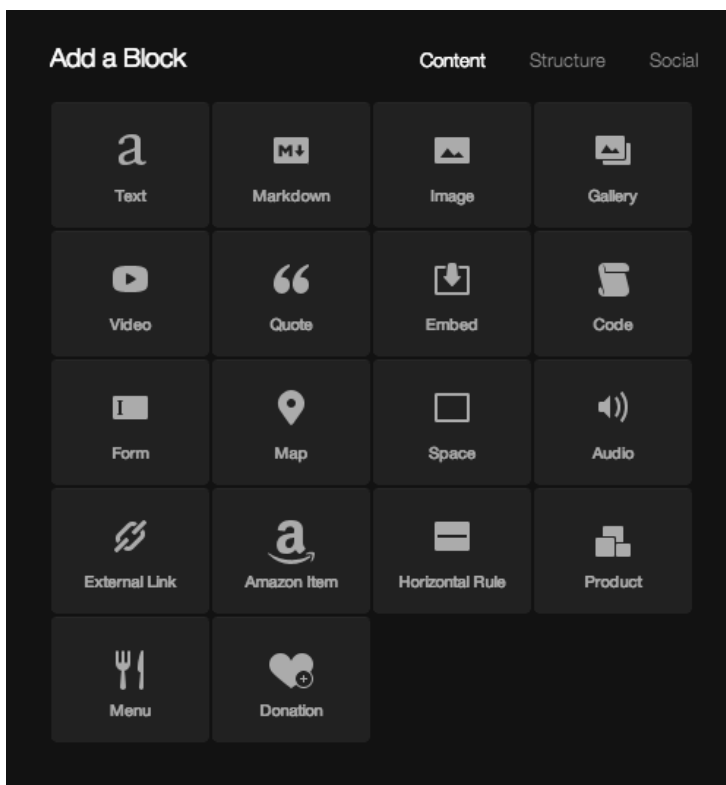 Add a Block
Content Structure Social
Text Markdown Image Gallery
Video Quote Embed Code
Form Map Space Audio
External Link Amazon Item Horizontal Rule Product
Menu Donation